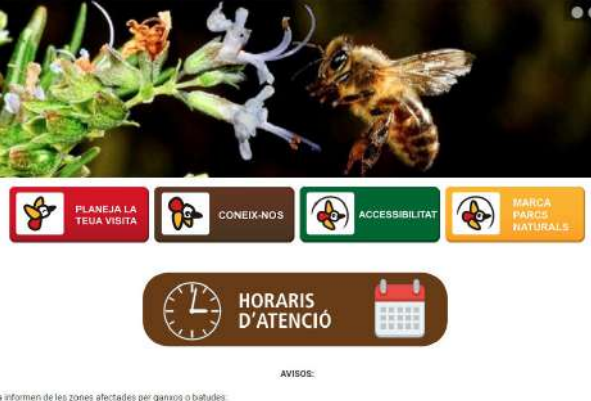 PLANEJA LA
TEUA VISITA
CONEIX-NOS
ACCESSIBILITAT
MARCA
PARCS
NATURALS
HORARIS
D'ATENCIÓ
AVISOS:
a informen de les zones afectades per ganxos o batudes: